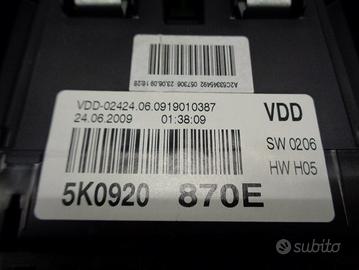 A2C53345492 057306 23.06.09 16:29
VDD-02424.06.0919010387
24.06.2009 01:38:09
VDD
SW 0206
HW H05
5K0920 870E
subito